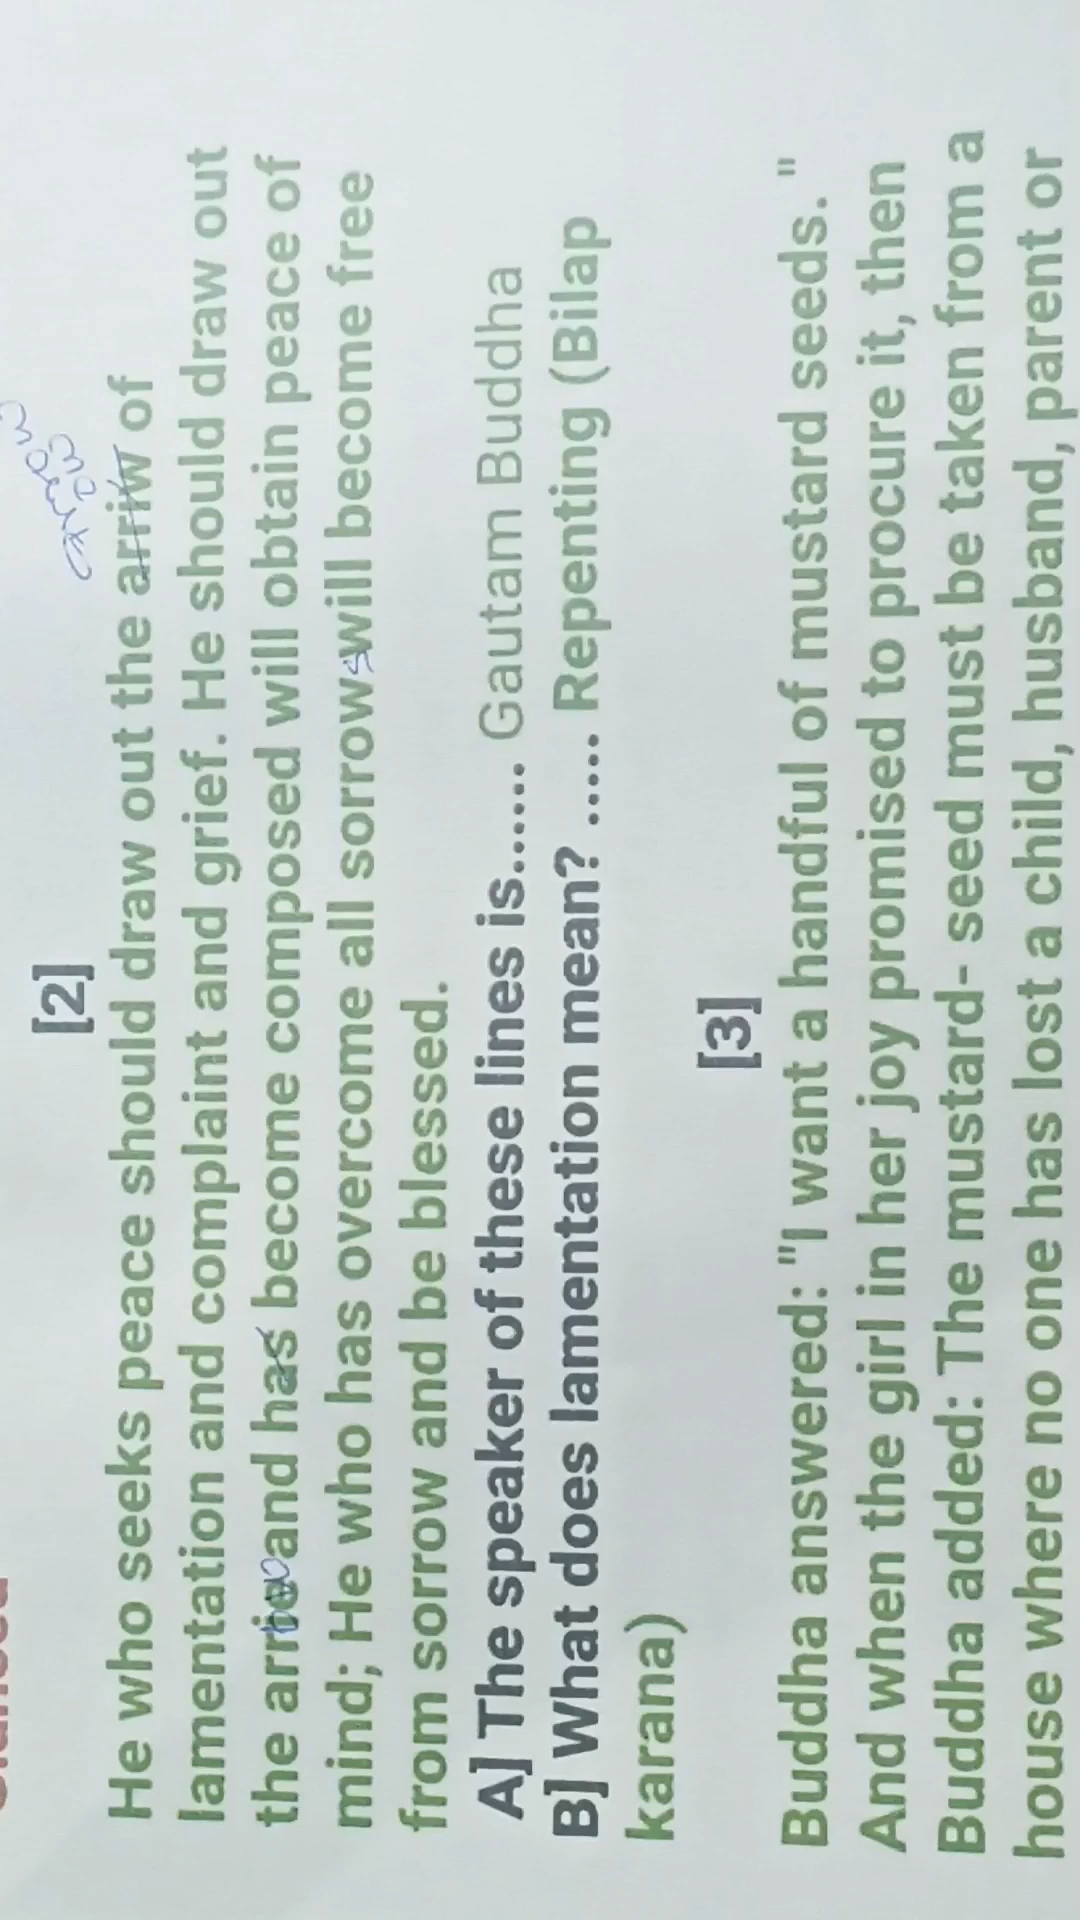 [2]
He who seeks peace should draw out the arriw of
lamentation and complaint and grief. He should draw out
the arrie and has become composed will obtain peace of
mind; He who has overcome all sorrow will become free
from sorrow and be blessed.
A] The speaker of these lines is...... Gautam Buddha
B] What does lamentation mean? ..... Repenting (Bilap
karana)
[3]
Buddha answered: "I want a handful of mustard seeds. "
And when the girl in her joy promised to procure it, then
Buddha added: The mustard- seed must be taken from a
house where no one has lost a child, husband, parent or